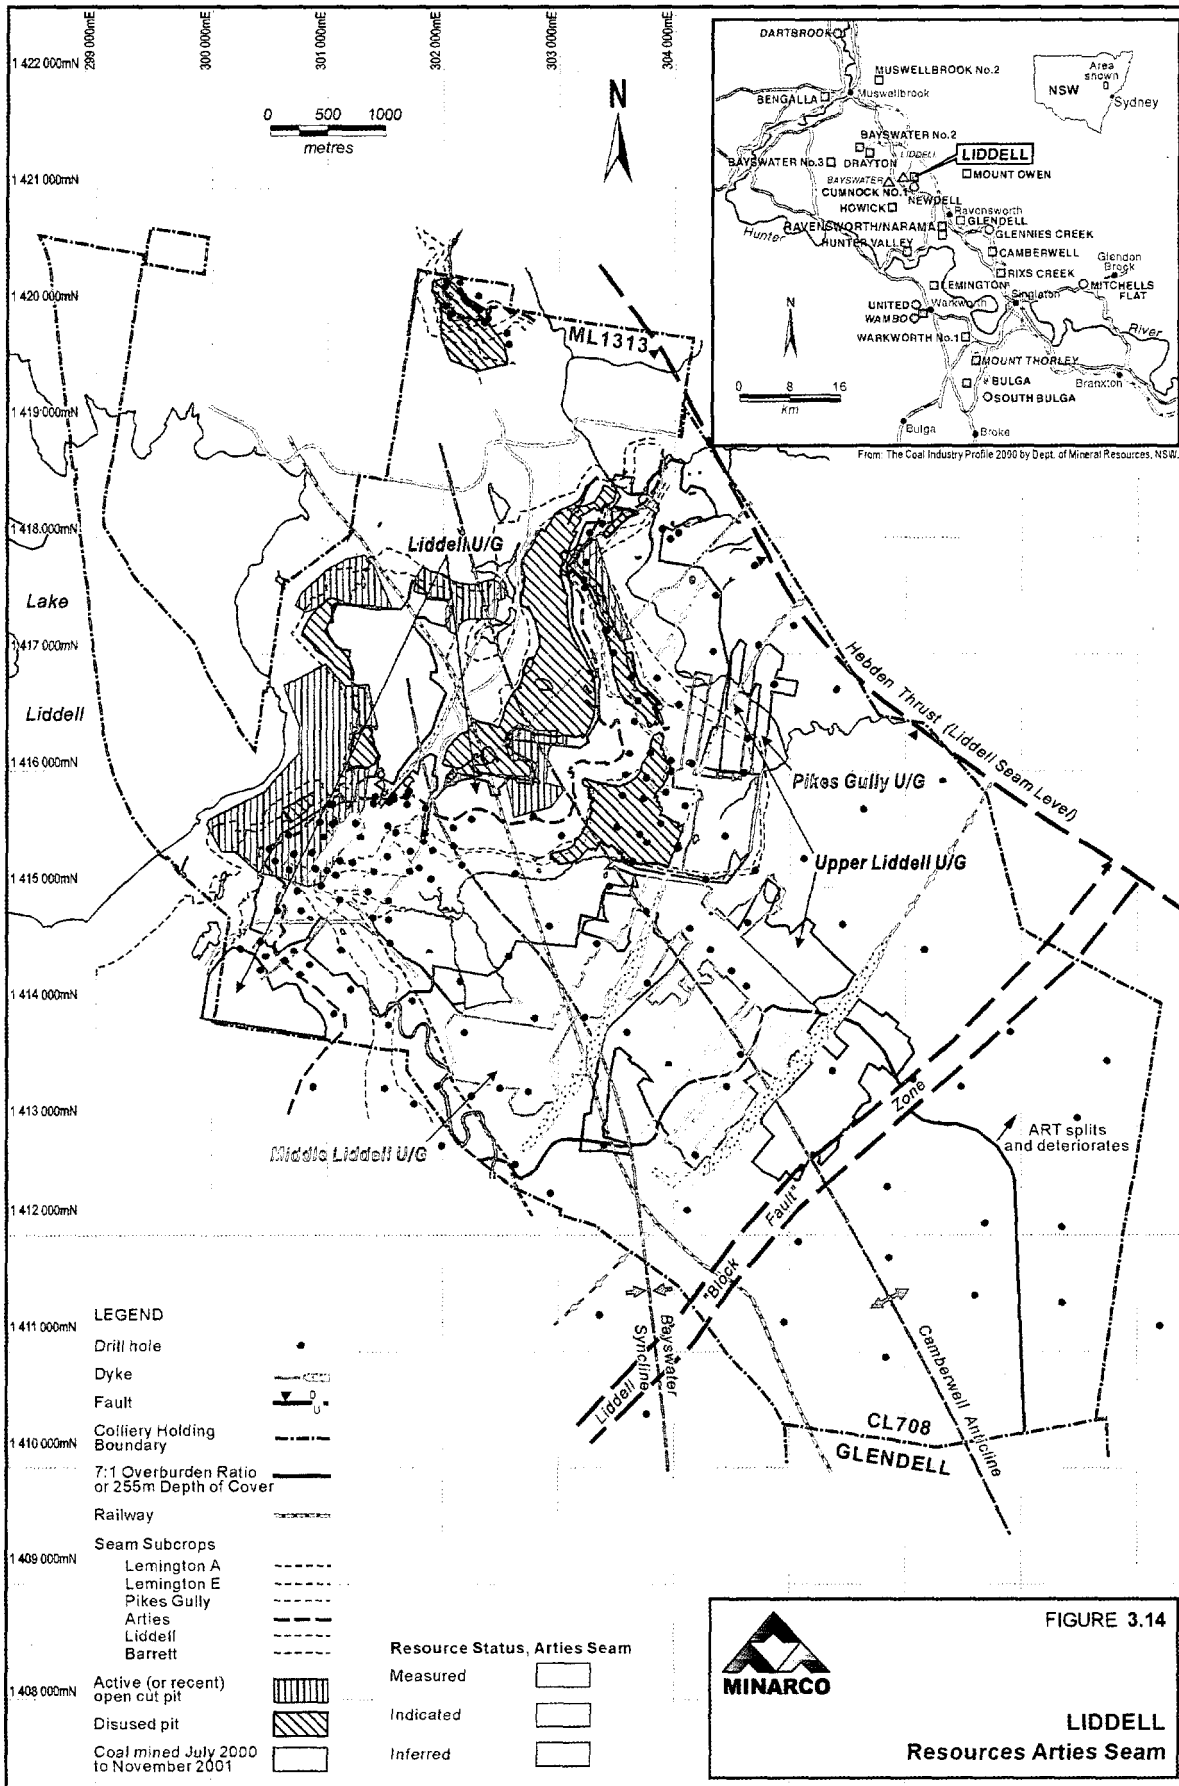 299 000mE
300 000mE
301 000mE
302 000mE
303 000mE
304 000mE
1 422 000mN
1 421 000mN
1 420 000mN
1 419 000mN
1 418 000mN
1 417 000mN
1 416 000mN
1 415 000mN
1 414 000mN
1 413 000mN
1 412 000mN
1 411 000mN
1 410 000mN
1 409 000mN
1 408 000mN
0 500 1000
metres
N
DARTBROOK
MUSWELLBROOK No.2
BENGALLA
Muswellbrook
Area
shown
NSW
Sydney
BAYSWATER No.2
LIDDELL
LIDDELL
BAYSWATER No.3
DRAYTON
BAYSWATER
MOUNT OWEN
CUMNOCK NO.1
NEWDELL
HOWICK
Ravensworth
GLENDELL
Hunter
RAVENSWORTH/NARAMA
GLENNIES CREEK
HUNTER VALLEY
CAMBERWELL
Glendon
Brock
RIXS CREEK
LEMINGTON
MITCHELLS
FLAT
Singleton
UNITED
Warkworth
WAMBO
River
WARKWORTH No.1
N
MOUNT THORLEY
0 8 16
km
BULGA
Branxton
SOUTH BULGA
Bulga
Broke
From: The Coal Industry Profile 2000 by Dept. of Mineral Resources, NSW.
ML1313
Liddell U/G
Lake
Liddell
Hebden Thrust (Liddell Seam Level)
Pikes Gully U/G
Upper Liddell U/G
Middle Liddell U/G
ART splits
and deteriorates
Liddell "Block Fault" Zone
Bayswater
Syncline
Camberwell Anticline
CL708
GLENDELL
LEGEND
Drill hole
Dyke
Fault
D
U
Colliery Holding
Boundary
7:1 Overburden Ratio
or 255m Depth of Cover
Railway
Seam Subcrops
Lemington A
Lemington E
Pikes Gully
Arties
Liddell
Barrett
Active (or recent)
open cut pit
Disused pit
Coal mined July 2000
to November 2001
Resource Status, Arties Seam
Measured
Indicated
Inferred
MINARCO
FIGURE 3.14
LIDDELL
Resources Arties Seam